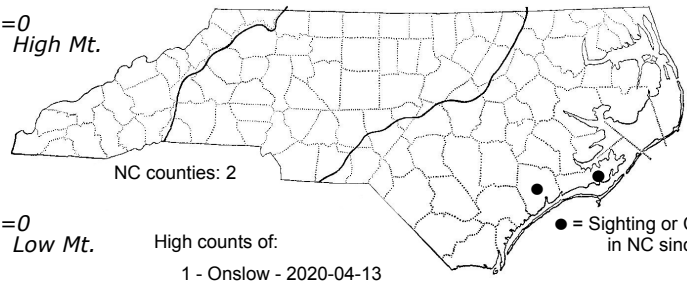 =0
High Mt.
NC counties: 2
=0
Low Mt.
High counts of:
● = Sighting or
in NC
1 - Onslow - 2020-04-13